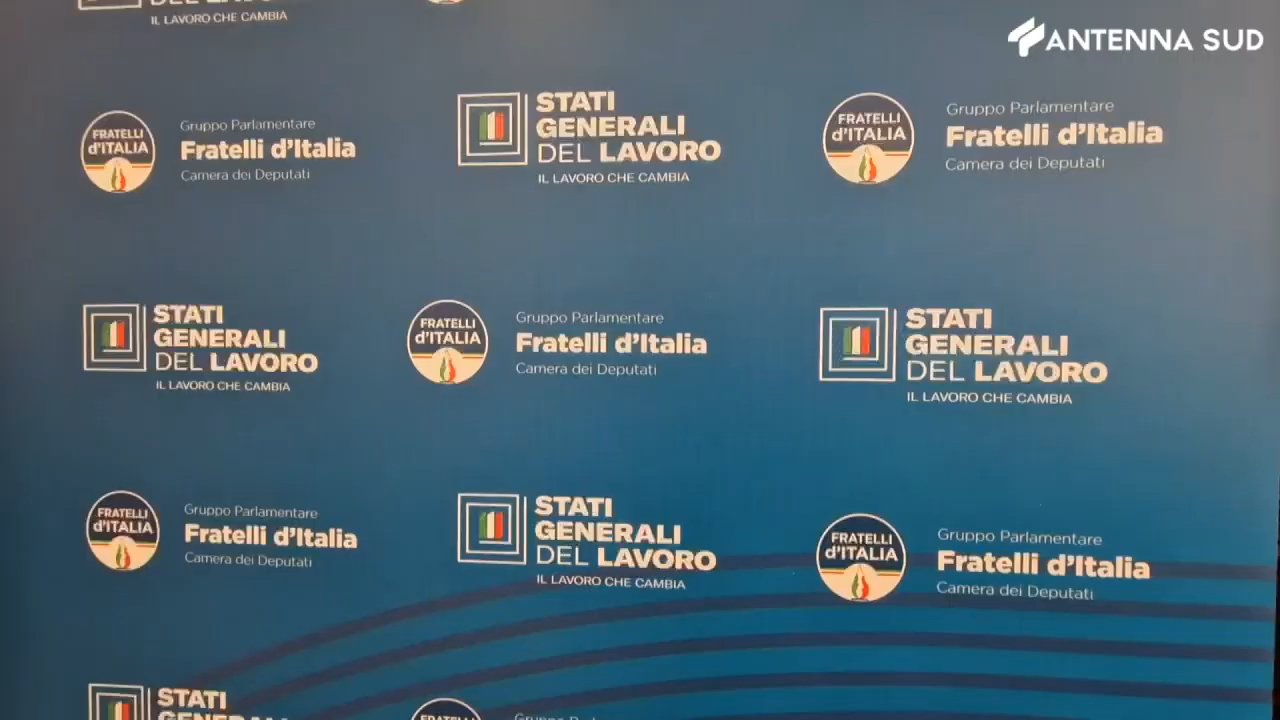 DEL LAVORO
IL LAVORO CHE CAMBIA
ANTENNA SUD
FRATELLI
d'ITALIA
Gruppo Parlamentare
Fratelli d'Italia
Camera dei Deputati
STATI
GENERALI
DEL LAVORO
IL LAVORO CHE CAMBIA
FRATELLI
d'ITALIA
Gruppo Parlamentare
Fratelli d'Italia
Camera dei Deputati
STATI
GENERALI
DEL LAVORO
IL LAVORO CHE CAMBIA
FRATELLI
d'ITALIA
Gruppo Parlamentare
Fratelli d'Italia
Camera dei Deputati
STATI
GENERALI
DEL LAVORO
IL LAVORO CHE CAMBIA
FRATELLI
d'ITALIA
Gruppo Parlamentare
Fratelli d'Italia
Camera dei Deputati
STATI
GENERALI
DEL LAVORO
IL LAVORO CHE CAMBIA
FRATELLI
d'ITALIA
Gruppo Parlamentare
Fratelli d'Italia
Camera dei Deputati
STATI
GENERALI
FRATELLI